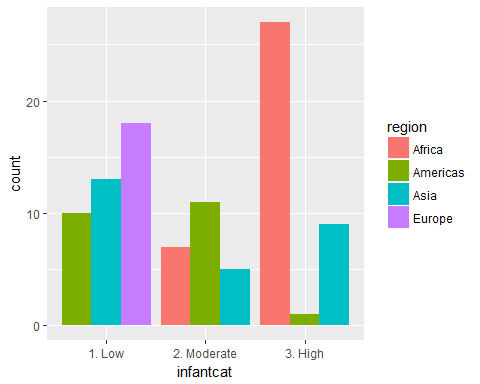 count
20
10
0
1. Low
2. Moderate
3. High
infantcat
region
Africa
Americas
Asia
Europe